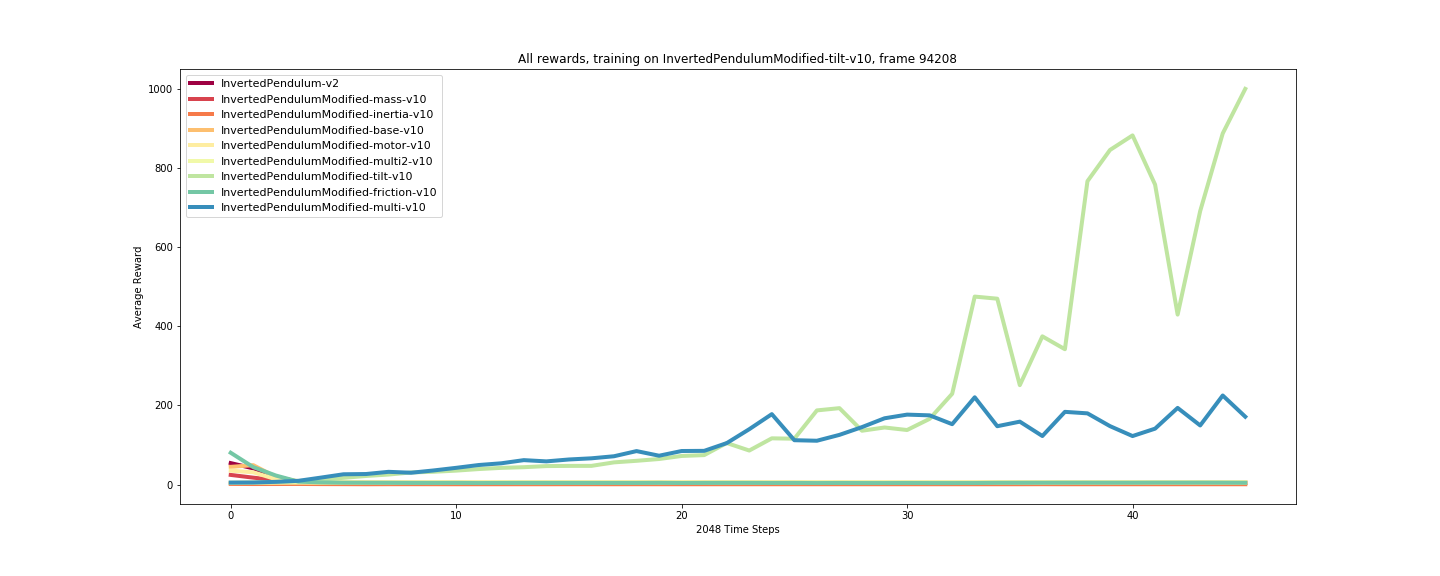 All rewards, training on InvertedPendulumModified-tilt-v10, frame 94208
InvertedPendulum-v2
InvertedPendulumModified-mass-v10
InvertedPendulumModified-inertia-v10
InvertedPendulumModified-base-v10
InvertedPendulumModified-motor-v10
InvertedPendulumModified-multi2-v10
InvertedPendulumModified-tilt-v10
InvertedPendulumModified-friction-v10
InvertedPendulumModified-multi-v10
Average Reward
1000
800
600
400
200
0
0 10 20 30 40
2048 Time Steps